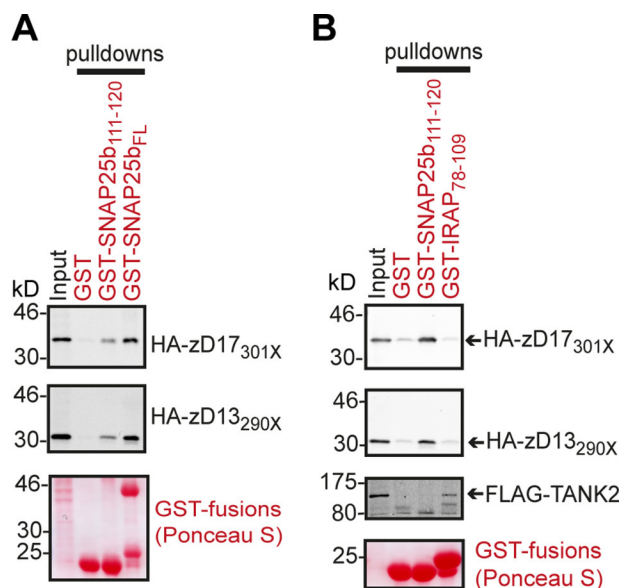 A
pulldowns
kD
Input
GST
GST-SNAP25b111-120
GST-SNAP25bFL
46-
30-
HA-zD17301X
46-
30-
HA-zD13290X
46-
30-
25-
GST-fusions
(Ponceau S)
B
pulldowns
kD
Input
GST
GST-SNAP25b111-120
GST-IRAP78-109
46-
30-
←HA-zD17301X
46-
30-
←HA-zD13290X
175-
80-
←FLAG-TANK2
25-
GST-fusions
(Ponceau S)